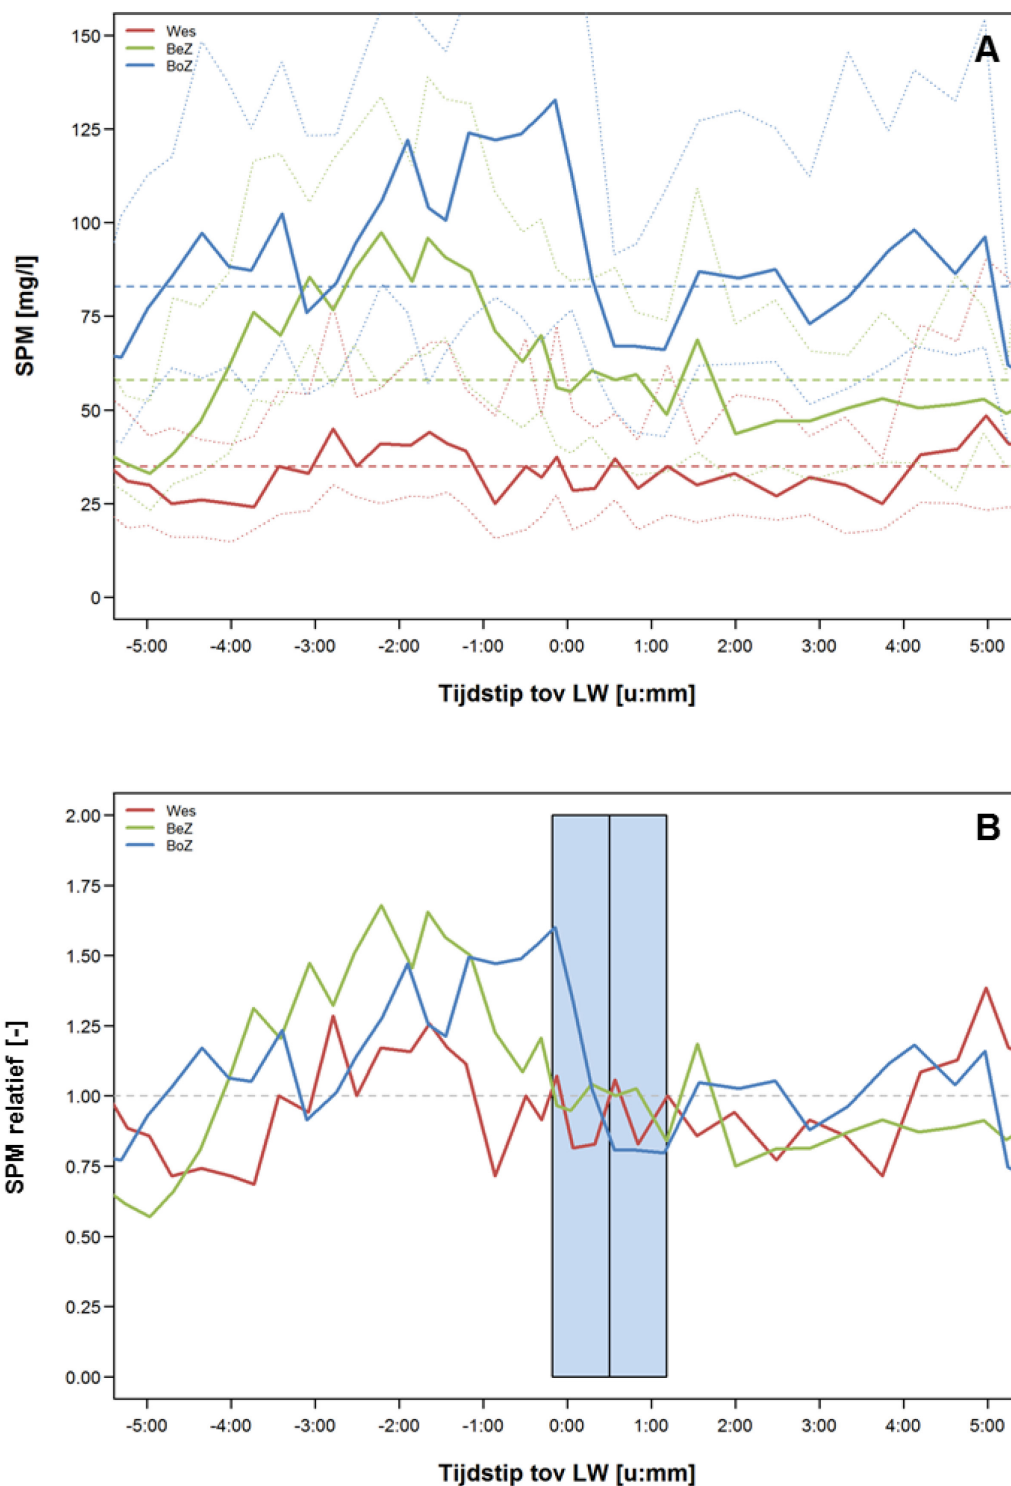 A
Wes
BeZ
BoZ
SPM [mg/l]
150
125
100
75
50
25
0
-5:00 -4:00 -3:00 -2:00 -1:00 0:00 1:00 2:00 3:00 4:00 5:00
Tijdstip tov LW [u:mm]
B
Wes
BeZ
BoZ
SPM relatief [-]
2.00
1.75
1.50
1.25
1.00
0.75
0.50
0.25
0.00
-5:00 -4:00 -3:00 -2:00 -1:00 0:00 1:00 2:00 3:00 4:00 5:00
Tijdstip tov LW [u:mm]